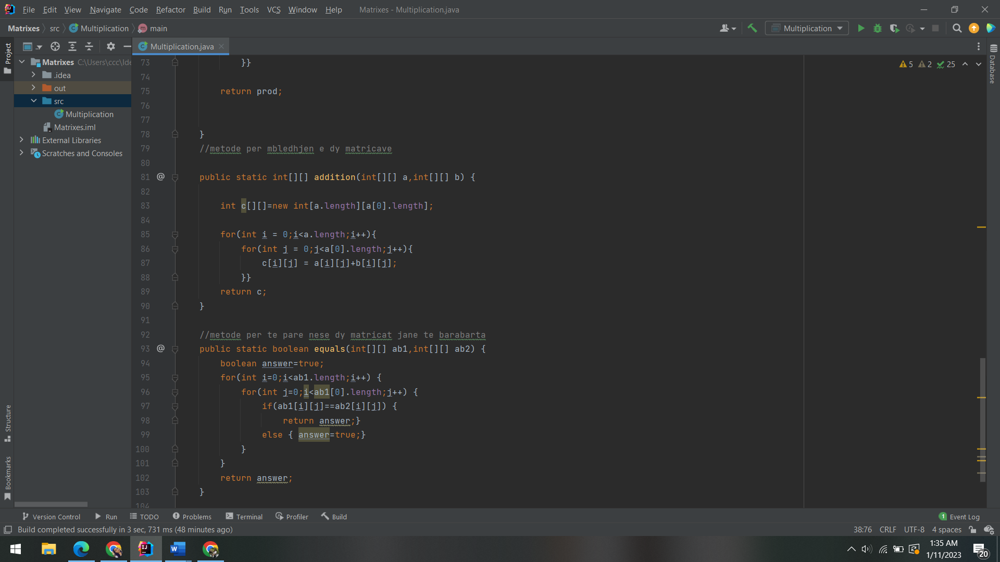 File Edit View Navigate Code Refactor Build Run Tools VCS Window Help Matrixes - Multiplication.java
Matrixes src Multiplication main Multiplication
Project Multiplication.java
Matrixes C:\Users\ccc\Ide
.idea
out
src
Multiplication
Matrixes.iml
External Libraries
Scratches and Consoles
Structure
Bookmarks
5 2 25
Database
73 }}
74
75 return prod;
76
77
78 }
79 //metode per mbledhjen e dy matricave
80
81 @ public static int[][] addition(int[][] a,int[][] b) {
82
83 int c[][]=new int[a.length][a[0].length];
84
85 for(int i = 0;i<a.length;i++){
86 for(int j = 0;j<a[0].length;j++){
87 c[i][j] = a[i][j]+b[i][j];
88 }}
89 return c;
90 }
91
92 //metode per te pare nese dy matricat jane te barabarta
93 @ public static boolean equals(int[][] ab1,int[][] ab2) {
94 boolean answer=true;
95 for(int i=0;i<ab1.length;i++) {
96 for(int j=0;i<ab1[0].length;j++) {
97 if(ab1[i][j]==ab2[i][j]) {
98 return answer;}
99 else { answer=true;}
100 }
101 }
102 return answer;
103 }
104
Version Control Run TODO Problems Terminal Profiler Build 1 Event Log
Build completed successfully in 3 sec, 731 ms (48 minutes ago) 38:76 CRLF UTF-8 4 spaces
1:35 AM
1/11/2023
20